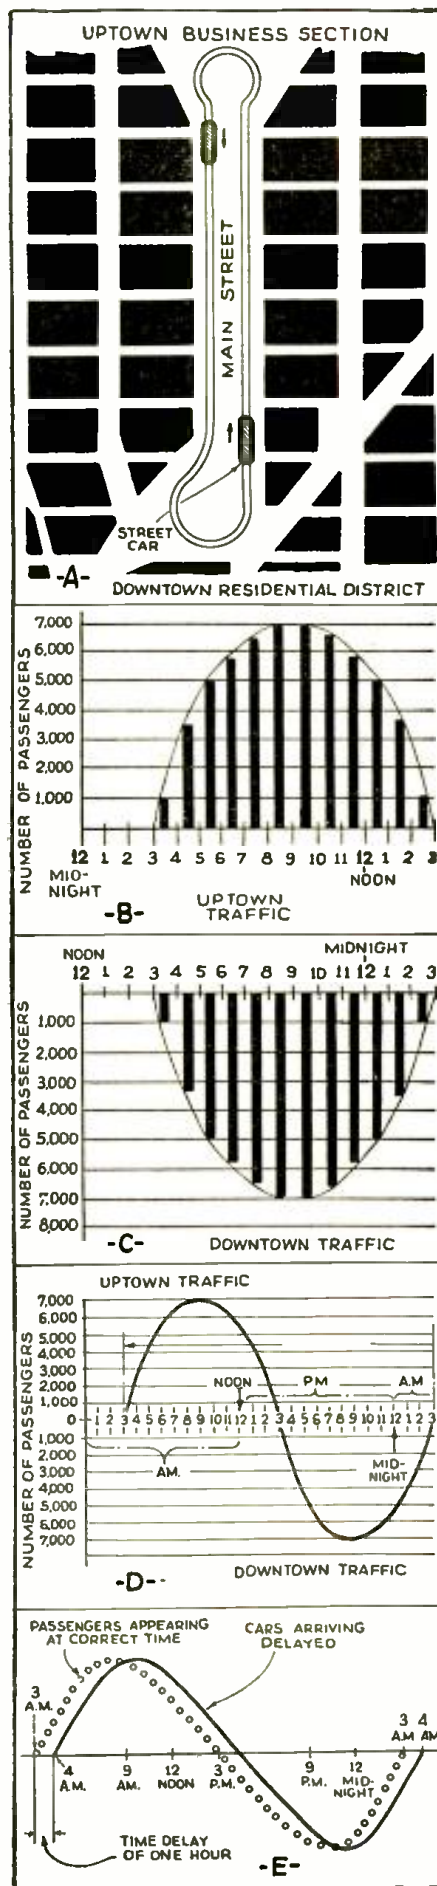 UPTOWN BUSINESS SECTION
MAIN STREET
STREET
CAR
-A-
DOWNTOWN RESIDENTIAL DISTRICT
NUMBER OF PASSENGERS
7,000
6,000
5,000
4,000
3,000
2,000
1,000
12 1 2 3 4 5 6 7 8 9 10 11 12 1 2 3
MID-
NIGHT
NOON
-B-
UPTOWN
TRAFFIC
NOON
MIDNIGHT
12 1 2 3 4 5 6 7 8 9 10 11 12 1 2 3
NUMBER OF PASSENGERS
1,000
2,000
3,000
4,000
5,000
6,000
7,000
8,000
-C-
DOWNTOWN TRAFFIC
UPTOWN TRAFFIC
NUMBER OF PASSENGERS
7,000
6,000
5,000
4,000
3,000
2,000
1,000
0
1,000
2,000
3,000
4,000
5,000
6,000
7,000
NOON
P.M
A.M
1 2 3 4 5 6 7 8 9 10 11 12 1 2 3 4 5 6 7 8 9 10 11 12 1 2 3
AM.
MID-
NIGHT
-D-
DOWNTOWN TRAFFIC
PASSENGERS APPEARING
AT CORRECT TIME
CARS ARRIVING
DELAYED
3
A.M.
4
A.M.
9
AM.
12
NOON
3
P.M.
9
P.M.
12
MID-
NIGHT
3
A.M
4
AM.
TIME DELAY
OF ONE HOUR
-E-